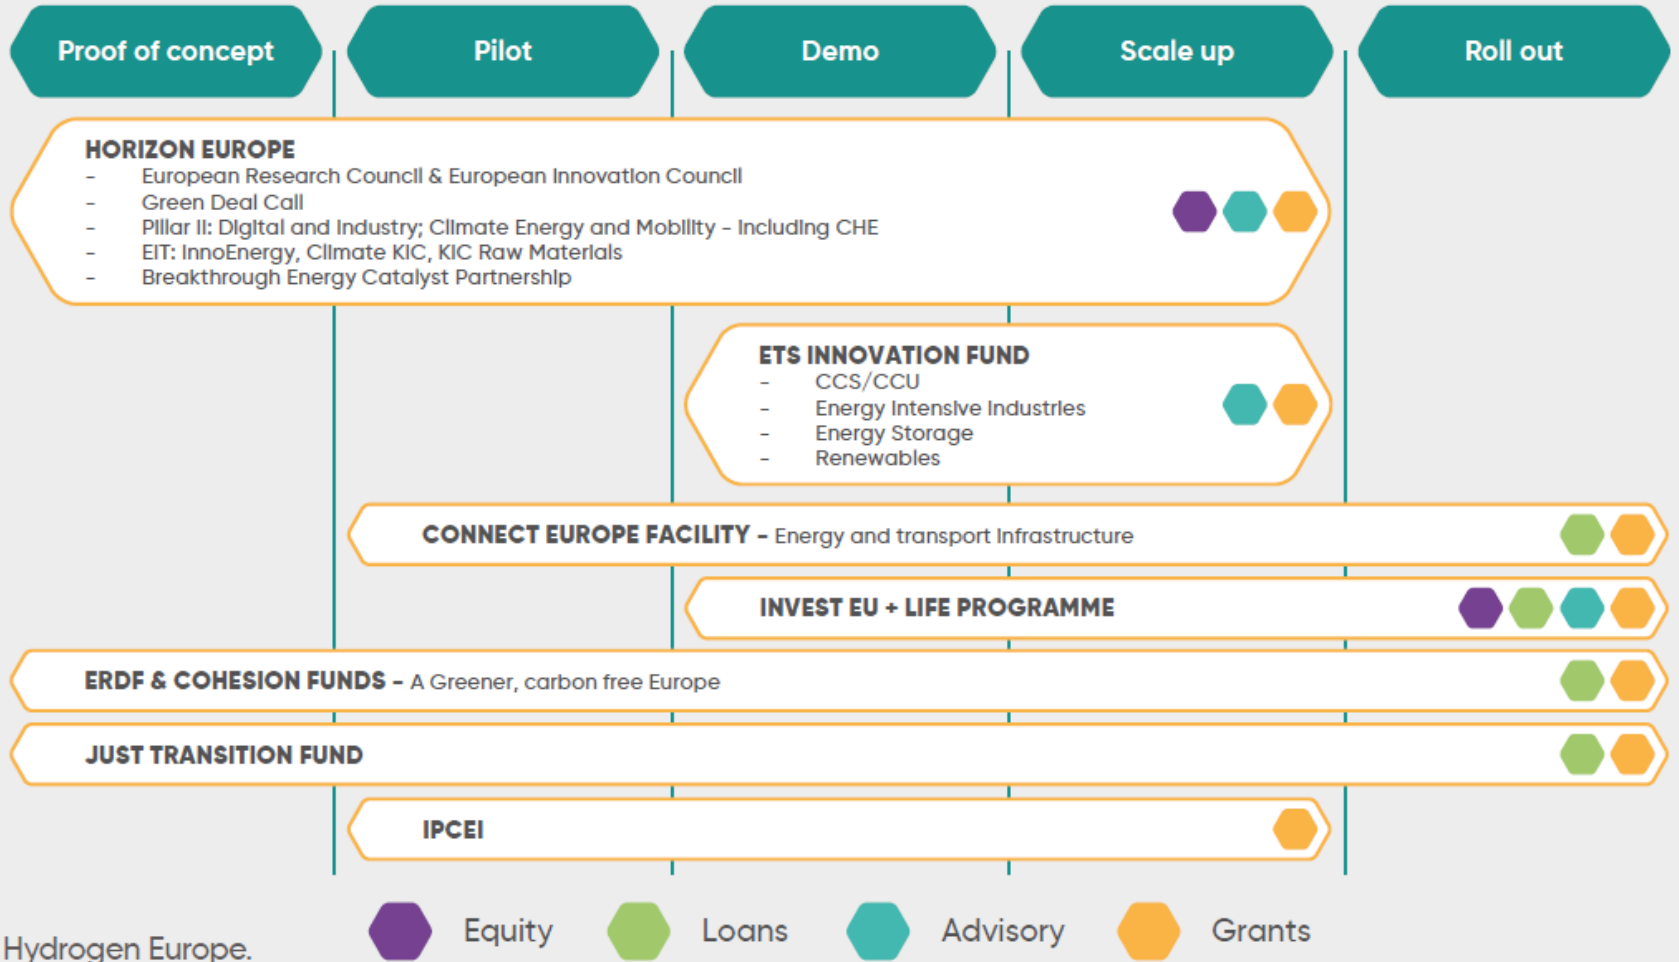 Proof of concept
Pilot
Demo
Scale up
Roll out
HORIZON EUROPE
- European Research Council & European Innovation Council
- Green Deal Call
- Pillar II: Digital and Industry; Climate Energy and Mobility - Including CHE
- EIT: InnoEnergy, Climate KIC, KIC Raw Materials
- Breakthrough Energy Catalyst Partnership
ETS INNOVATION FUND
- CCS/CCU
- Energy Intensive Industries
- Energy Storage
- Renewables
CONNECT EUROPE FACILITY - Energy and transport Infrastructure
INVEST EU + LIFE PROGRAMME
ERDF & COHESION FUNDS - A Greener, carbon free Europe
JUST TRANSITION FUND
IPCEI
Equity
Loans
Advisory
Grants
Hydrogen Europe.